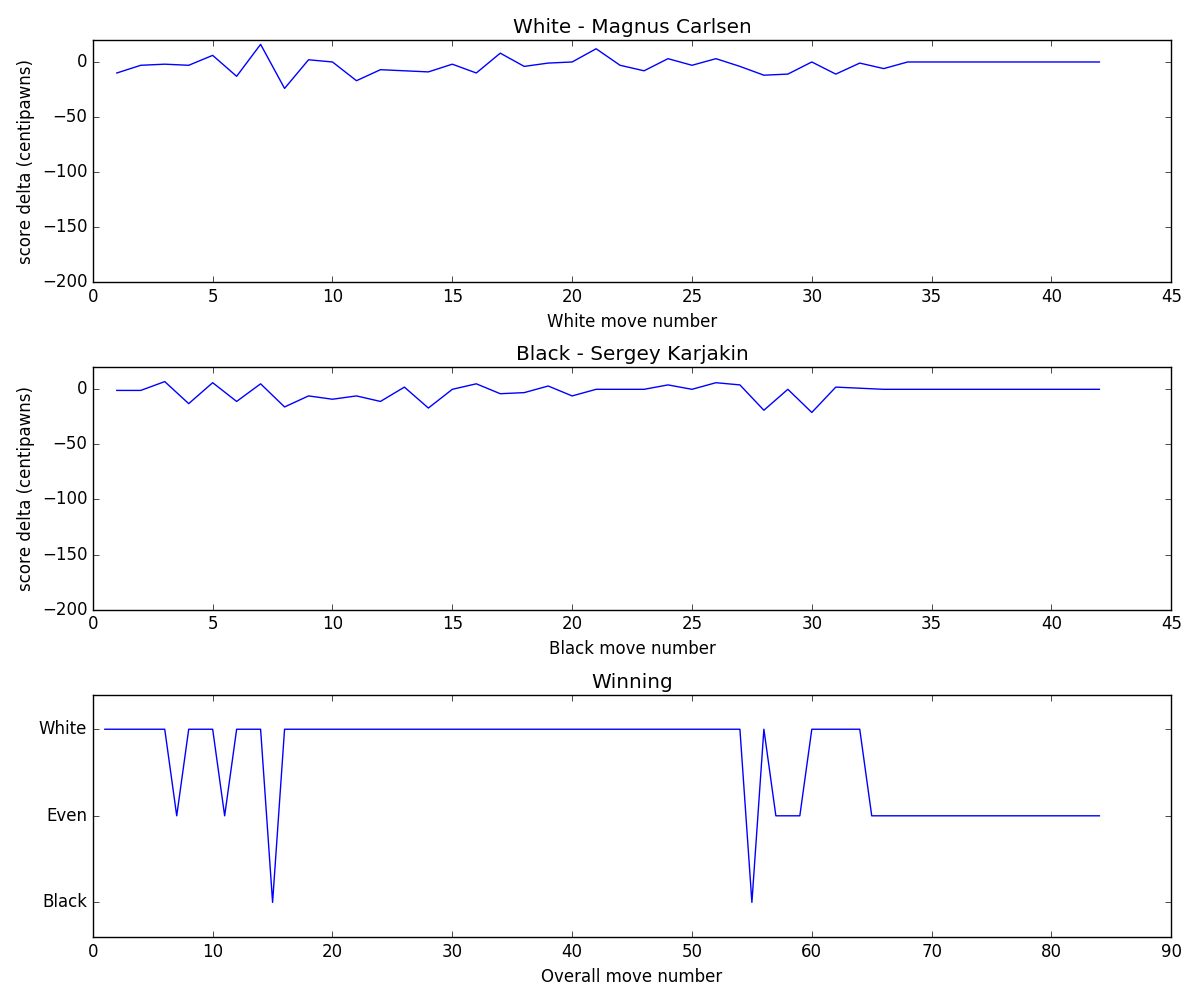 White - Magnus Carlsen
score delta (centipawns)
0
−50
−100
−150
−200
0 5 10 15 20 25 30 35 40 45
White move number
Black - Sergey Karjakin
score delta (centipawns)
0
−50
−100
−150
−200
0 5 10 15 20 25 30 35 40 45
Black move number
Winning
White
Even
Black
0 10 20 30 40 50 60 70 80 90
Overall move number